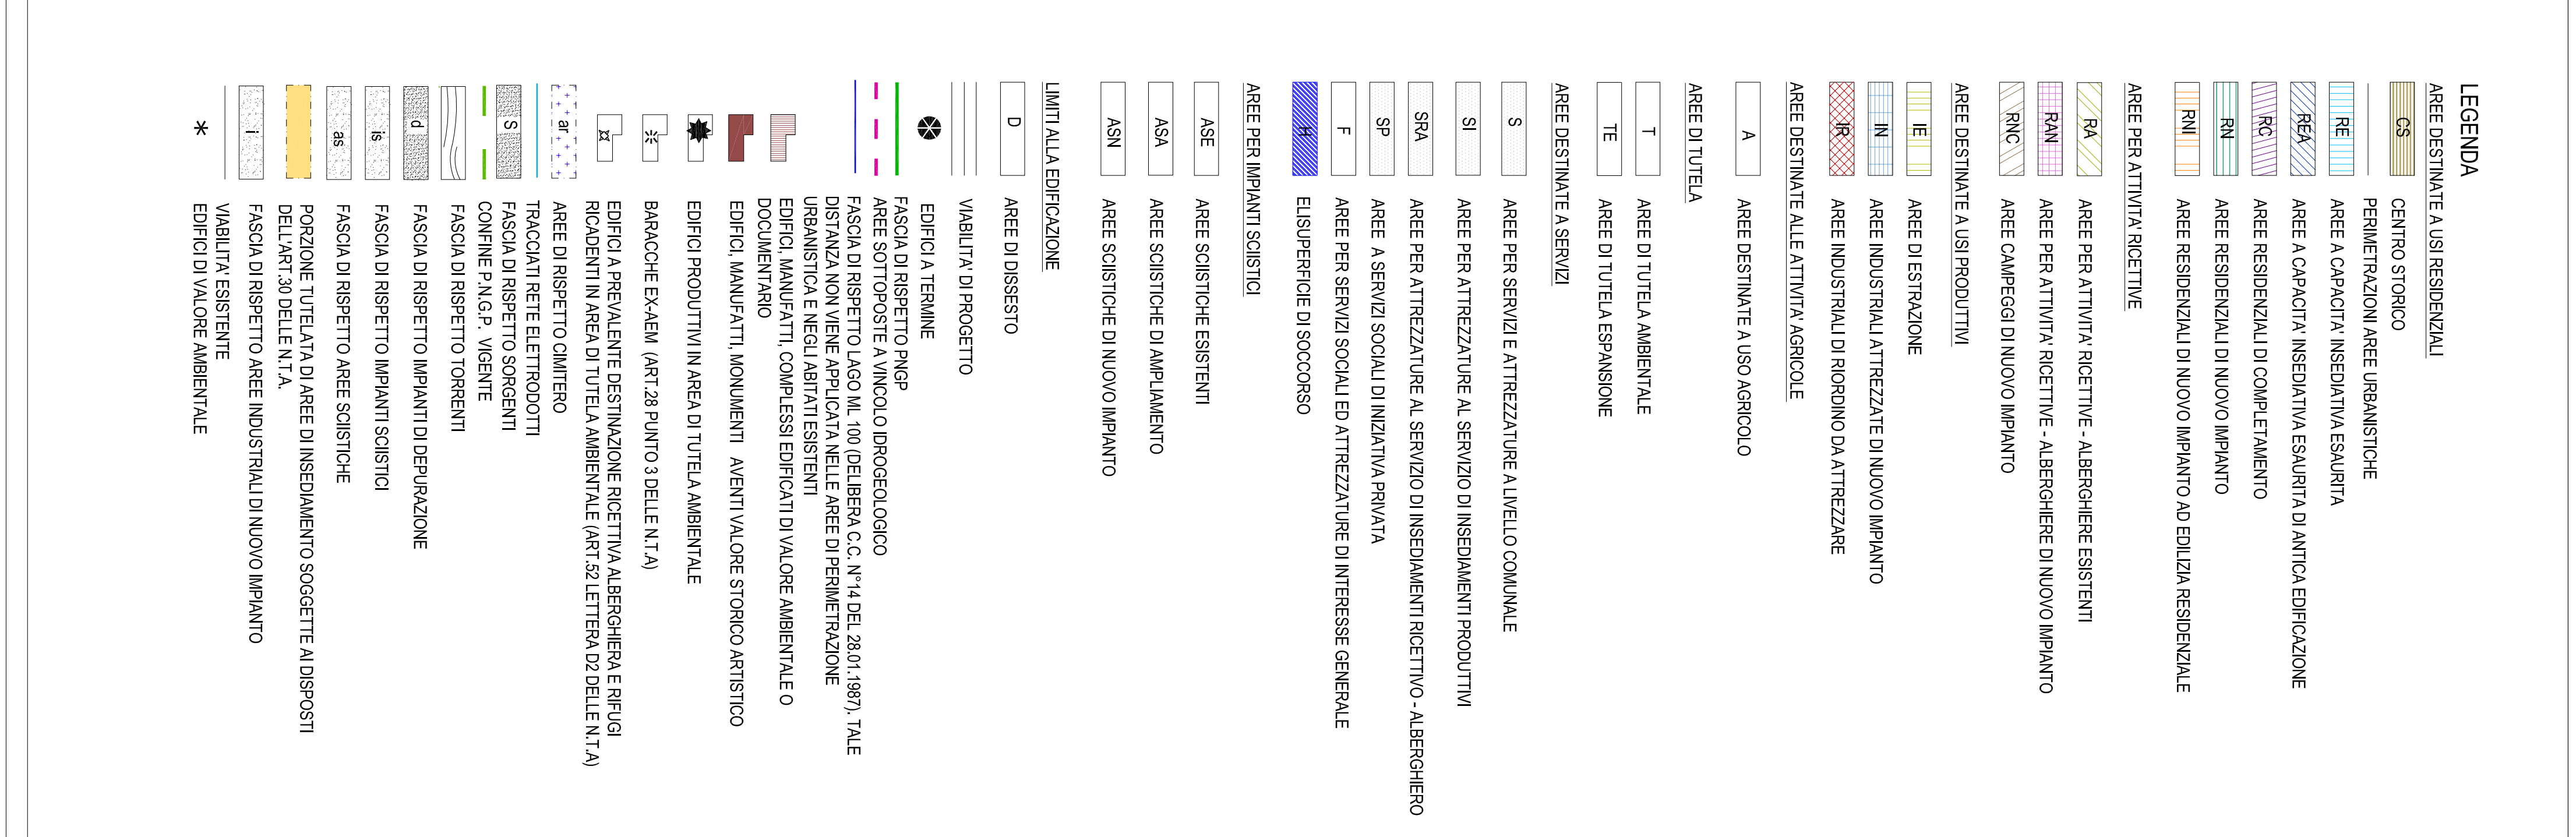 LEGENDA
AREE DESTINATE A USI RESIDENZIALI
CS CENTRO STORICO
PERIMETRAZIONI AREE URBANISTICHE
RE AREE A CAPACITA' INSEDIATIVA ESAURITA
REA AREE A CAPACITA' INSEDIATIVA ESAURITA DI ANTICA EDIFICAZIONE
RC AREE RESIDENZIALI DI COMPLETAMENTO
RN AREE RESIDENZIALI DI NUOVO IMPIANTO
RNI AREE RESIDENZIALI DI NUOVO IMPIANTO AD EDILIZIA RESIDENZIALE
AREE PER ATTIVITA' RICETTIVE
RA AREE PER ATTIVITA' RICETTIVE - ALBERGHIERE ESISTENTI
RAN AREE PER ATTIVITA' RICETTIVE - ALBERGHIERE DI NUOVO IMPIANTO
RNC AREE CAMPEGGI DI NUOVO IMPIANTO
AREE DESTINATE A USI PRODUTTIVI
IE AREE DI ESTRAZIONE
IN AREE INDUSTRIALI ATTREZZATE DI NUOVO IMPIANTO
IR AREE INDUSTRIALI DI RIORDINO DA ATTREZZARE
AREE DESTINATE ALLE ATTIVITA' AGRICOLE
A AREE DESTINATE A USO AGRICOLO
AREE DI TUTELA
T AREE DI TUTELA AMBIENTALE
TE AREE DI TUTELA ESPANSIONE
AREE DESTINATE A SERVIZI
S AREE PER SERVIZI E ATTREZZATURE A LIVELLO COMUNALE
SI AREE PER ATTREZZATURE AL SERVIZIO DI INSEDIAMENTI PRODUTTIVI
SRA AREE PER ATTREZZATURE AL SERVIZIO DI INSEDIAMENTI RICETTIVO - ALBERGHIERO
SP AREE A SERVIZI SOCIALI DI INIZIATIVA PRIVATA
F AREE PER SERVIZI SOCIALI ED ATTREZZATURE DI INTERESSE GENERALE
H ELISUPERFICIE DI SOCCORSO
AREE PER IMPIANTI SCIISTICI
ASE AREE SCIISTICHE ESISTENTI
ASA AREE SCIISTICHE DI AMPLIAMENTO
ASN AREE SCIISTICHE DI NUOVO IMPIANTO
LIMITI ALLA EDIFICAZIONE
D AREE DI DISSESTO
VIABILITA' DI PROGETTO
EDIFICI A TERMINE
FASCIA DI RISPETTO PNGP
AREE SOTTOPOSTE A VINCOLO IDROGEOLOGICO
FASCIA DI RISPETTO LAGO ML 100 (DELIBERA C.C. N°14 DEL 28.01.1987). TALE
DISTANZA NON VIENE APPLICATA NELLE AREE DI PERIMETRAZIONE
URBANISTICA E NEGLI ABITATI ESISTENTI
EDIFICI, MANUFATTI, COMPLESSI EDIFICATI DI VALORE AMBIENTALE O
DOCUMENTARIO
EDIFICI, MANUFATTI, MONUMENTI AVENTI VALORE STORICO ARTISTICO
EDIFICI PRODUTTIVI IN AREA DI TUTELA AMBIENTALE
BARACCHE EX-AEM (ART.28 PUNTO 3 DELLE N.T.A)
EDIFICI A PREVALENTE DESTINAZIONE RICETTIVA ALBERGHIERA E RIFUGI
RICADENTI IN AREA DI TUTELA AMBIENTALE (ART.52 LETTERA D2 DELLE N.T.A)
ar AREE DI RISPETTO CIMITERO
TRACCIATI RETE ELETTRODOTTI
S FASCIA DI RISPETTO SORGENTI
CONFINE P.N.G.P. VIGENTE
FASCIA DI RISPETTO TORRENTI
d FASCIA DI RISPETTO IMPIANTI DI DEPURAZIONE
is FASCIA DI RISPETTO IMPIANTI SCIISTICI
as FASCIA DI RISPETTO AREE SCIISTICHE
PORZIONE TUTELATA DI AREE DI INSEDIAMENTO SOGGETTE AI DISPOSTI
DELL'ART.30 DELLE N.T.A.
i FASCIA DI RISPETTO AREE INDUSTRIALI DI NUOVO IMPIANTO
VIABILITA' ESISTENTE
* EDIFICI DI VALORE AMBIENTALE